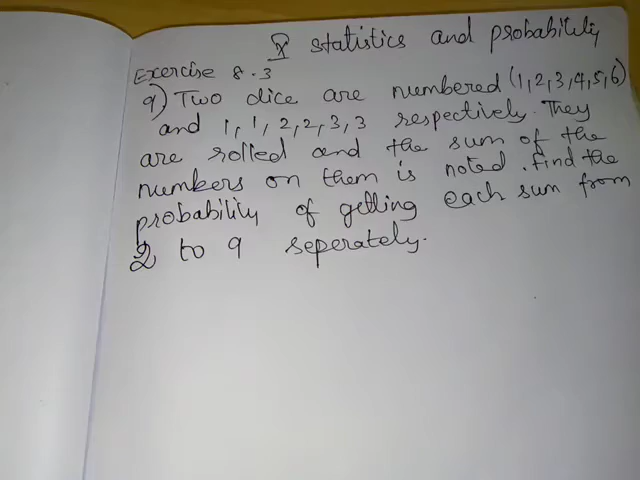 X statistics and probability
Exercise 8.3
9) Two dice are numbered (1,2,3,4,5,6)
and 1,1,2,2,3,3 respectively. They
are rolled and the sum of the
numbers on them is noted. find the
probability of getting each sum from
2 to 9 seperately.